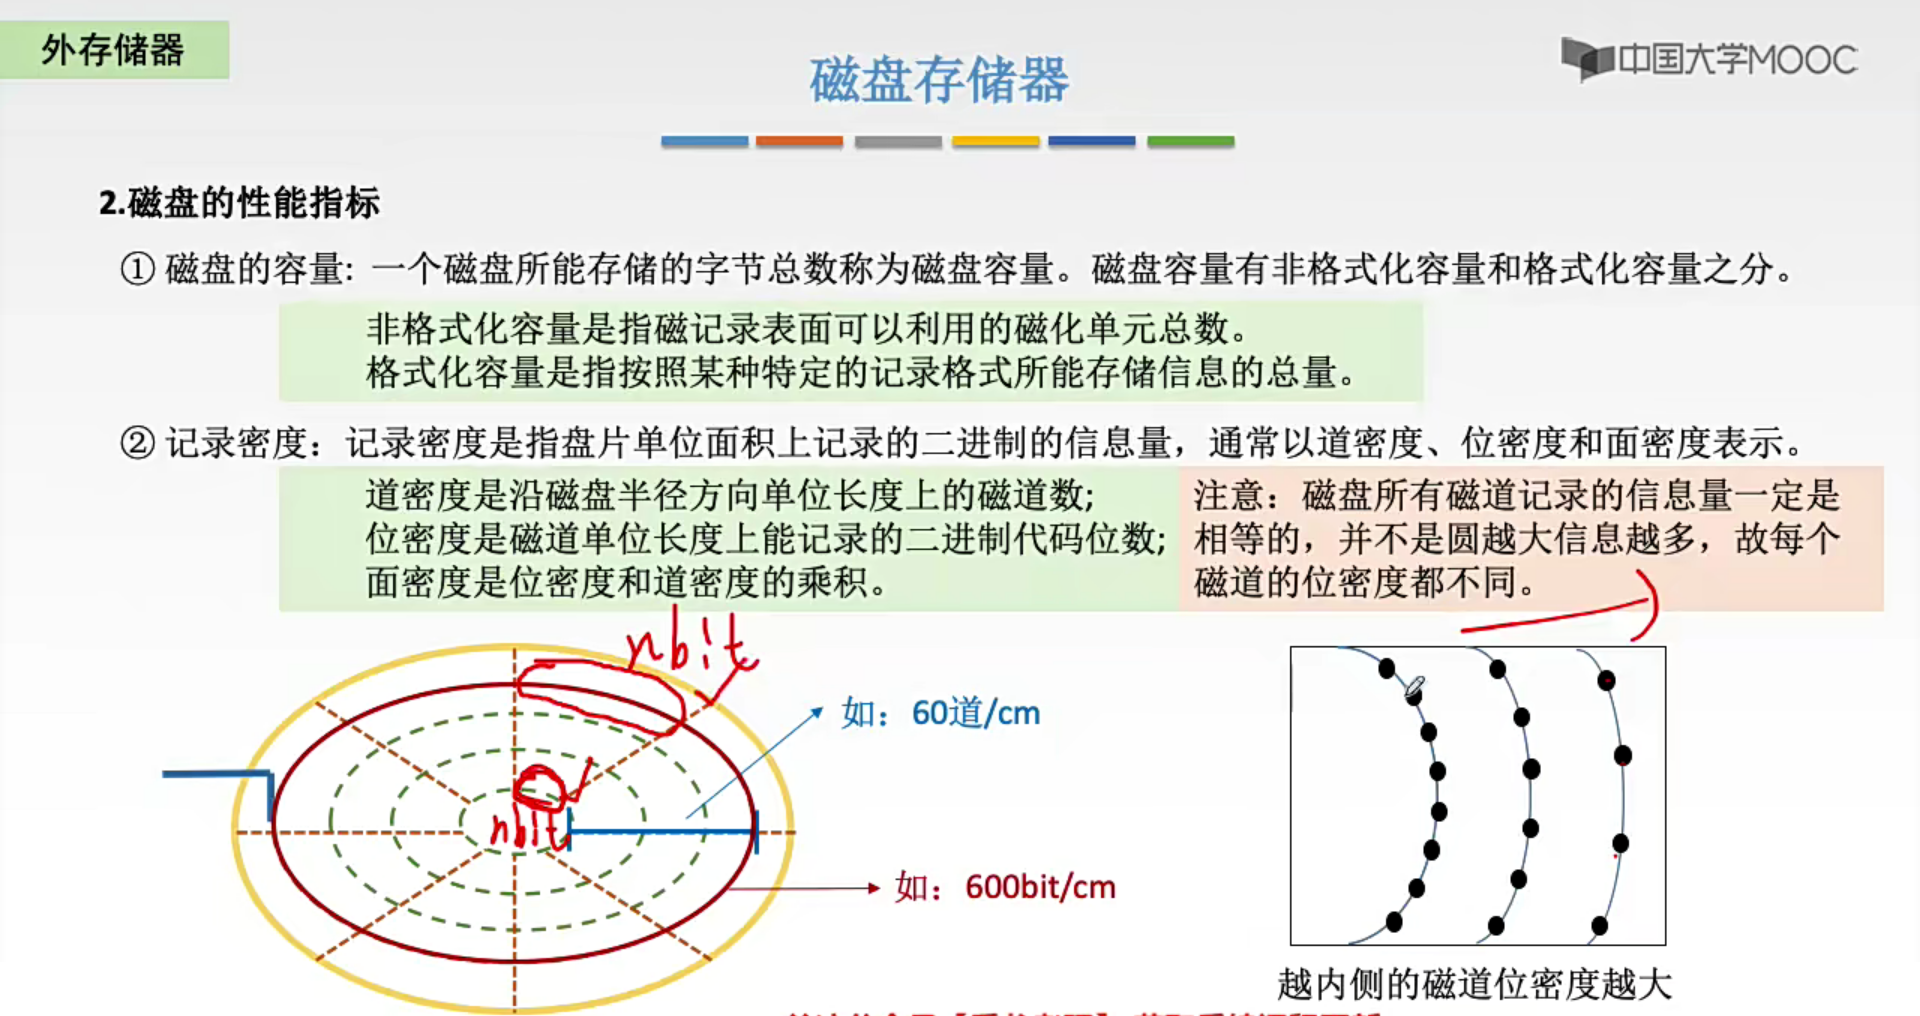 外存储器
中国大学MOOC
磁盘存储器
2.磁盘的性能指标
① 磁盘的容量: 一个磁盘所能存储的字节总数称为磁盘容量。磁盘容量有非格式化容量和格式化容量之分。
非格式化容量是指磁记录表面可以利用的磁化单元总数。
格式化容量是指按照某种特定的记录格式所能存储信息的总量。
② 记录密度：记录密度是指盘片单位面积上记录的二进制的信息量，通常以道密度、位密度和面密度表示。
道密度是沿磁盘半径方向单位长度上的磁道数;
位密度是磁道单位长度上能记录的二进制代码位数;
面密度是位密度和道密度的乘积。
注意：磁盘所有磁道记录的信息量一定是
相等的，并不是圆越大信息越多，故每个
磁道的位密度都不同。
nbit
如：60道/cm
nbit
如：600bit/cm
越内侧的磁道位密度越大